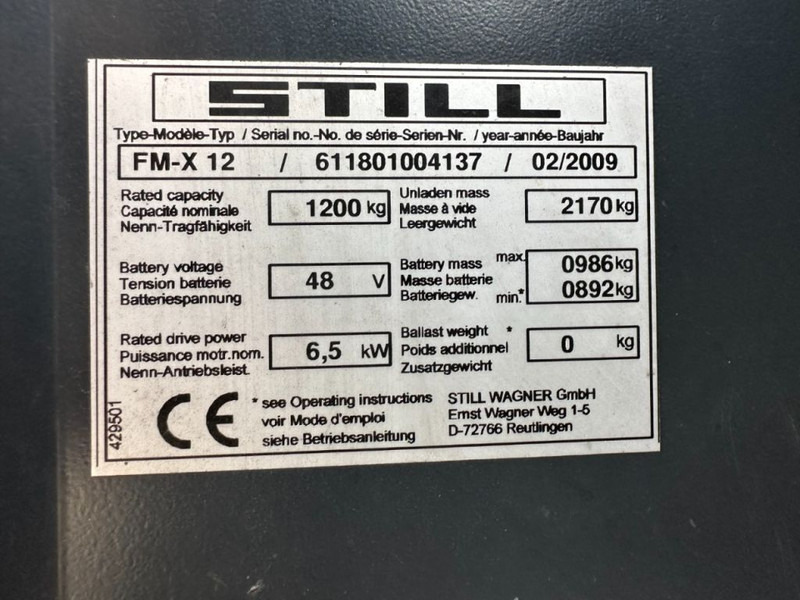 STILL
Type-Modèle-Typ / Serial no.-No. de série-Serien-Nr. / year-année-Baujahr
FM-X 12 / 611801004137 / 02/2009
Rated capacity
Capacité nominale
Nenn-Tragfähigkeit
1200 kg
Unladen mass
Masse à vide
Leergewicht
2170 kg
Battery voltage
Tension batterie
Batteriespannung
48 V
Battery mass max.
Masse batterie
Batteriegew. min.*
0986 kg
0892 kg
Rated drive power
Puissance motr.nom.
Nenn-Antriebsleist.
6,5 kW
Ballast weight *
Poids additionnel
Zusatzgewicht
0 kg
429501
CE
* see Operating instructions
voir Mode d'emploi
siehe Betriebsanleitung
STILL WAGNER GmbH
Ernst Wagner Weg 1-5
D-72766 Reutlingen